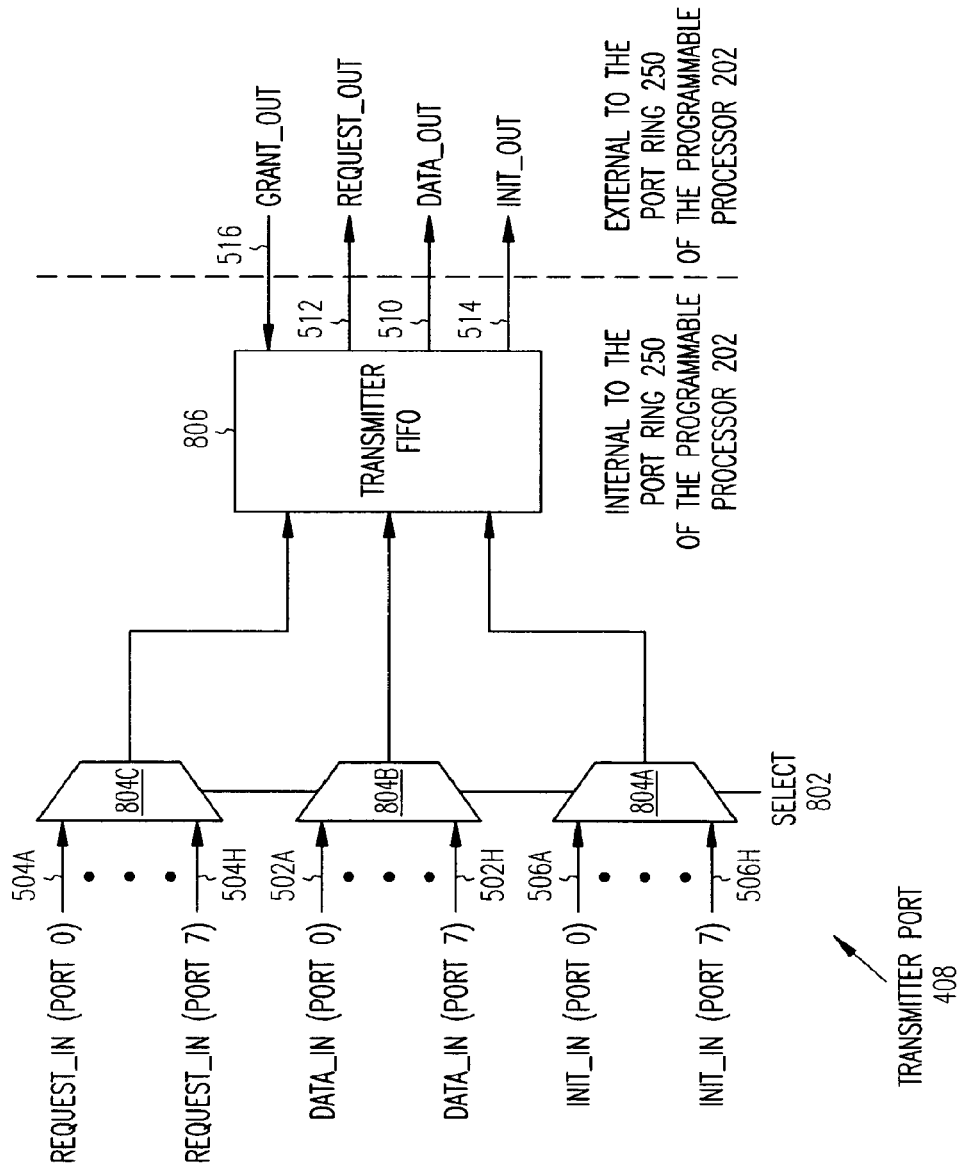 REQUEST_IN (PORT 0)
504A
804C
REQUEST_IN (PORT 7)
504H
DATA_IN (PORT 0)
502A
804B
DATA_IN (PORT 7)
502H
INIT_IN (PORT 0)
506A
804A
INIT_IN (PORT 7)
506H
SELECT
802
806
TRANSMITTER
FIFO
516
GRANT_OUT
512
REQUEST_OUT
510
DATA_OUT
514
INIT_OUT
INTERNAL TO THE
PORT RING 250
OF THE PROGRAMMABLE
PROCESSOR 202
EXTERNAL TO THE
PORT RING 250
OF THE PROGRAMMABLE
PROCESSOR 202
TRANSMITTER PORT
408